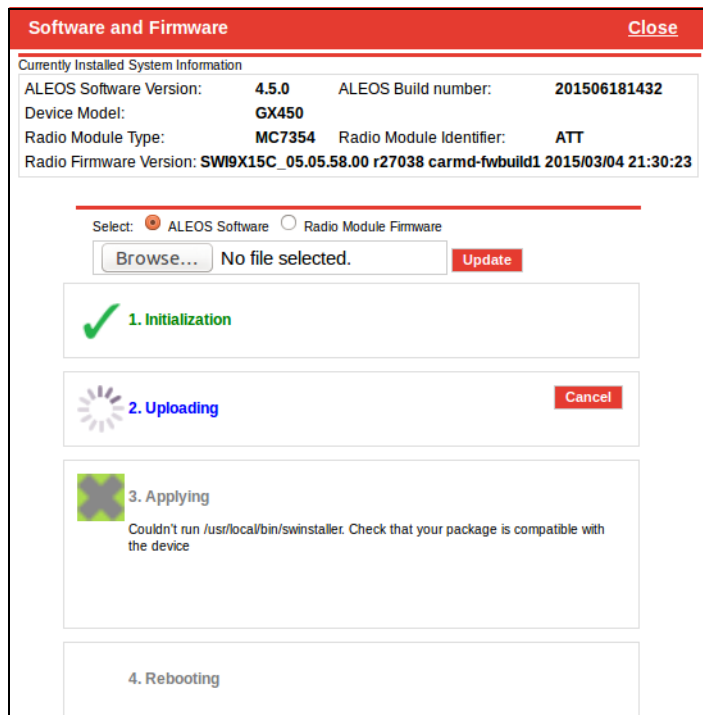 Software and Firmware Close
Currently Installed System Information
ALEOS Software Version: 4.5.0 ALEOS Build number: 201506181432
Device Model: GX450
Radio Module Type: MC7354 Radio Module Identifier: ATT
Radio Firmware Version: SWI9X15C_05.05.58.00 r27038 carmd-fwbuild1 2015/03/04 21:30:23
Select: ALEOS Software Radio Module Firmware
Browse... No file selected. Update
1. Initialization
2. Uploading Cancel
3. Applying
Couldn't run /usr/local/bin/swinstaller. Check that your package is compatible with
the device
4. Rebooting